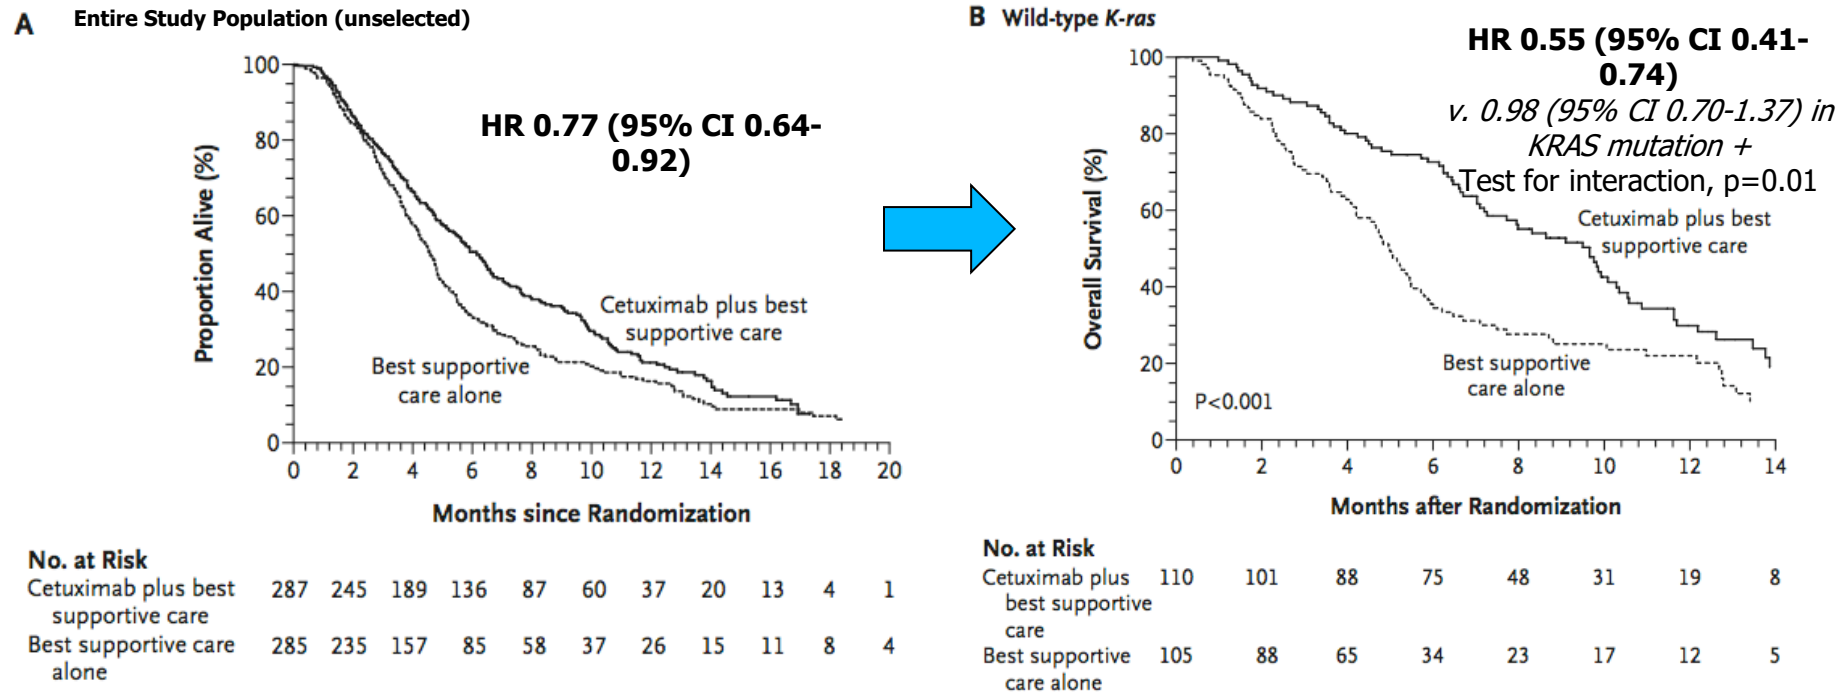 A Entire Study Population (unselected)
HR 0.77 (95% CI 0.64-
0.92)
Proportion Alive (%)
100
80
60
40
20
0
Cetuximab plus best
supportive care
Best supportive
care alone
0 2 4 6 8 10 12 14 16 18 20
Months since Randomization
No. at Risk
Cetuximab plus best 287 245 189 136 87 60 37 20 13 4 1
supportive care
Best supportive care 285 235 157 85 58 37 26 15 11 8 4
alone
B Wild-type K-ras
HR 0.55 (95% CI 0.41-
0.74)
v. 0.98 (95% CI 0.70-1.37) in
KRAS mutation +
Test for interaction, p=0.01
Overall Survival (%)
100
80
60
40
20
0
Cetuximab plus best
supportive care
Best supportive
care alone
P<0.001
0 2 4 6 8 10 12 14
Months after Randomization
No. at Risk
Cetuximab plus 110 101 88 75 48 31 19 8
best supportive
care
Best supportive 105 88 65 34 23 17 12 5
care alone